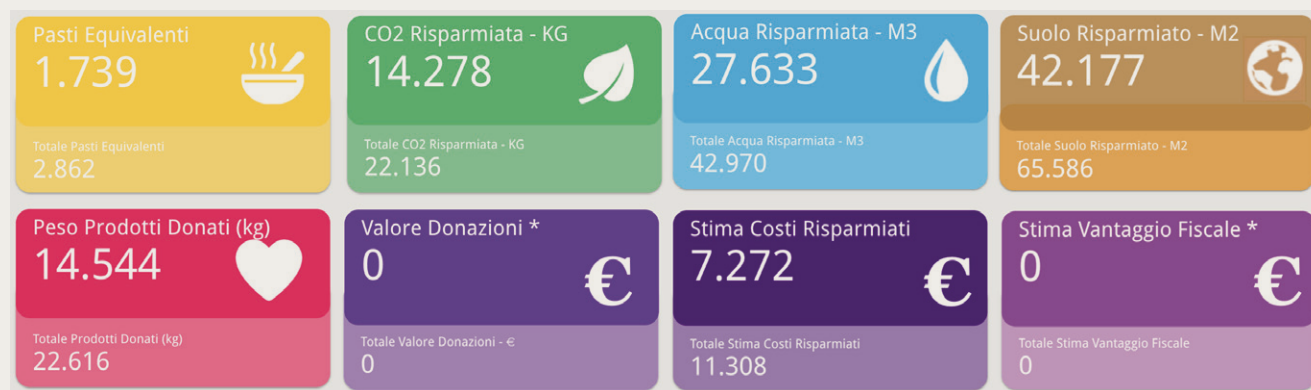 Pasti Equivalenti
1.739
Totale Pasti Equivalenti
2.862
CO2 Risparmiata - KG
14.278
Totale CO2 Risparmiata - KG
22.136
Acqua Risparmiata - M3
27.633
Totale Acqua Risparmiata - M3
42.970
Suolo Risparmiato - M2
42.177
Totale Suolo Risparmiato - M2
65.586
Peso Prodotti Donati (kg)
14.544
Totale Prodotti Donati (kg)
22.616
Valore Donazioni *
0
€
Totale Valore Donazioni - €
0
Stima Costi Risparmiati
7.272
€
Totale Stima Costi Risparmiati
11.308
Stima Vantaggio Fiscale *
0
€
Totale Stima Vantaggio Fiscale
0